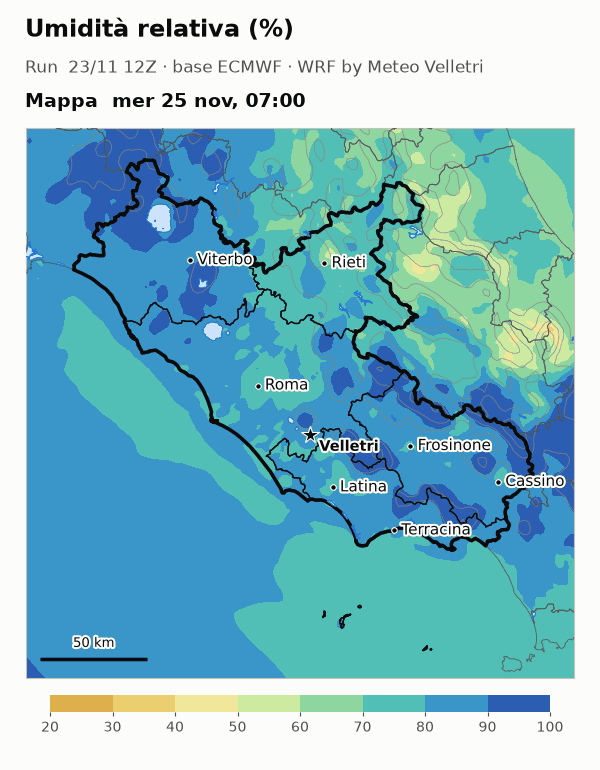 Umidità relativa (%)
Run  23/11 12Z · base ECMWF · WRF by Meteo Velletri
Mappa  mer 25 nov, 07:00
Viterbo
Rieti
Roma
Velletri
Frosinone
Cassino
Latina
Terracina
50 km
20 30 40 50 60 70 80 90 100